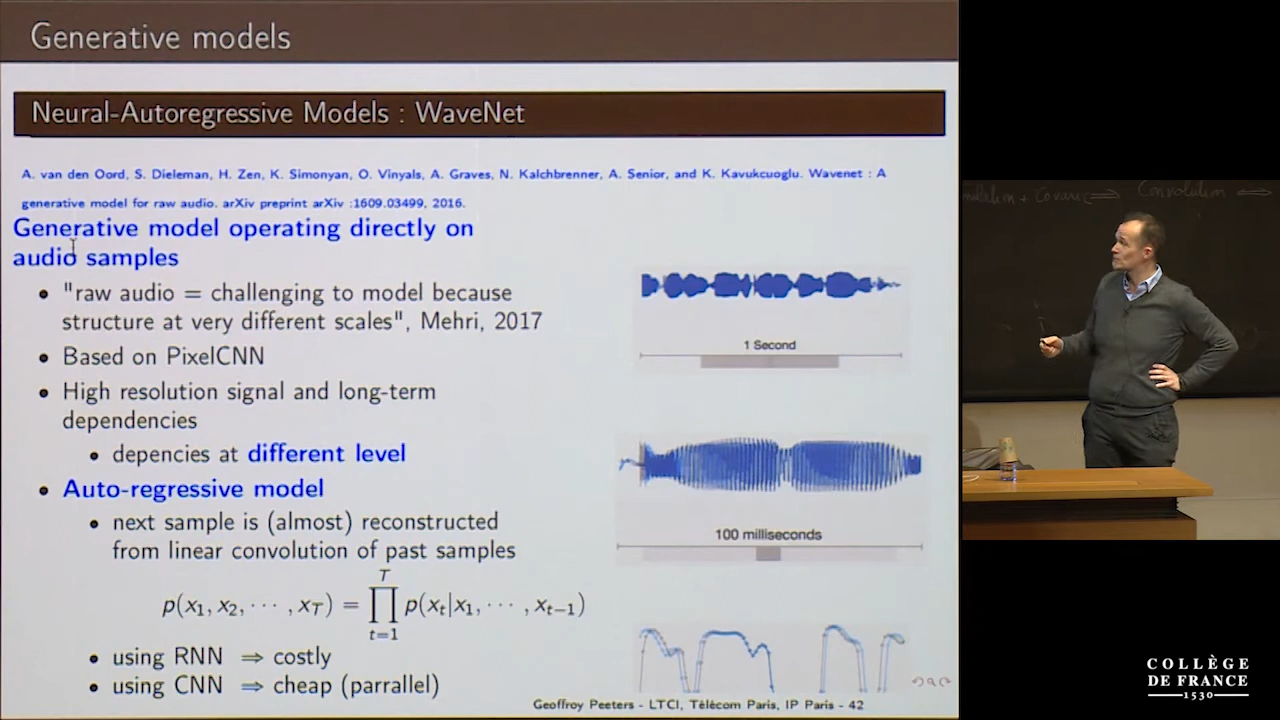 Generative models
Neural-Autoregressive Models : WaveNet
A. van den Oord, S. Dieleman, H. Zen, K. Simonyan, O. Vinyals, A. Graves, N. Kalchbrenner, A. Senior, and K. Kavukcuoglu. Wavenet : A
generative model for raw audio. arXiv preprint arXiv :1609.03499, 2016.
Generative model operating directly on
audio samples
• "raw audio = challenging to model because
structure at very different scales", Mehri, 2017
• Based on PixelCNN
• High resolution signal and long-term
dependencies
• depencies at different level
• Auto-regressive model
• next sample is (almost) reconstructed
from linear convolution of past samples
p(x₁, x₂, ⋯ , x_T) = ∏_{t=1}^{T} p(x_t|x₁, ⋯ , x_{t−1})
• using RNN ⇒ costly
• using CNN ⇒ cheap (parrallel)
1 Second
100 milliseconds
Geoffroy Peeters - LTCI, Télécom Paris, IP Paris - 42
Convolution
COLLÈGE
DE FRANCE
1530